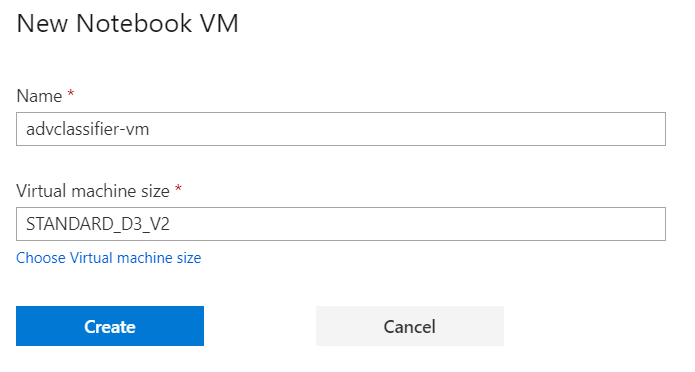 New Notebook VM
Name *
advclassifier-vm
Virtual machine size *
STANDARD_D3_V2
Choose Virtual machine size
Create
Cancel